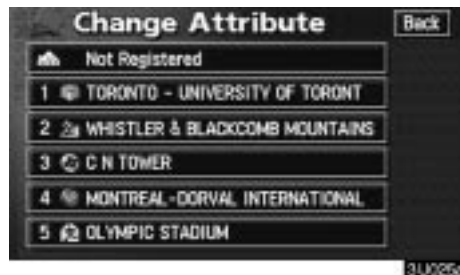 Change Attribute
Back
Not Registered
1 TORONTO - UNIVERSITY OF TORONT
2 WHISTLER & BLACKCOMB MOUNTAINS
3 C N TOWER
4 MONTREAL-DORVAL INTERNATIONAL
5 OLYMPIC STADIUM